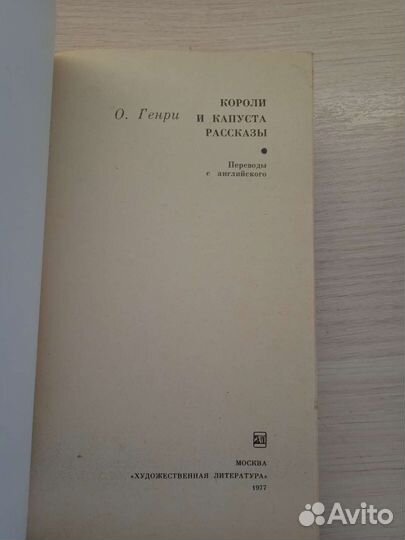 О. Генри
КОРОЛИ
И КАПУСТА
РАССКАЗЫ
Переводы
с английского
МОСКВА
«ХУДОЖЕСТВЕННАЯ ЛИТЕРАТУРА»
1977
Avito